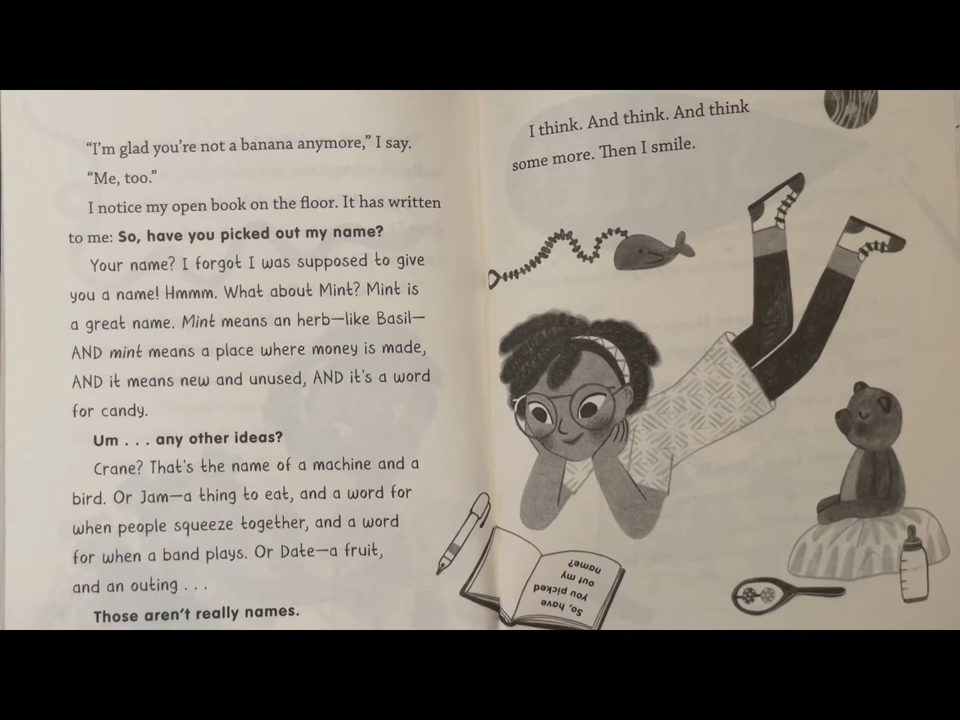 “I’m glad you’re not a banana anymore,” I say.
“Me, too.”
I notice my open book on the floor. It has written
to me: So, have you picked out my name?
Your name? I forgot I was supposed to give
you a name! Hmmm. What about Mint? Mint is
a great name. Mint means an herb—like Basil—
AND mint means a place where money is made,
AND it means new and unused, AND it’s a word
for candy.
Um . . . any other ideas?
Crane? That’s the name of a machine and a
bird. Or Jam—a thing to eat, and a word for
when people squeeze together, and a word
for when a band plays. Or Date—a fruit,
and an outing . . .
Those aren’t really names.
I think. And think. And think
some more. Then I smile.
So, have
you picked
out my
name?